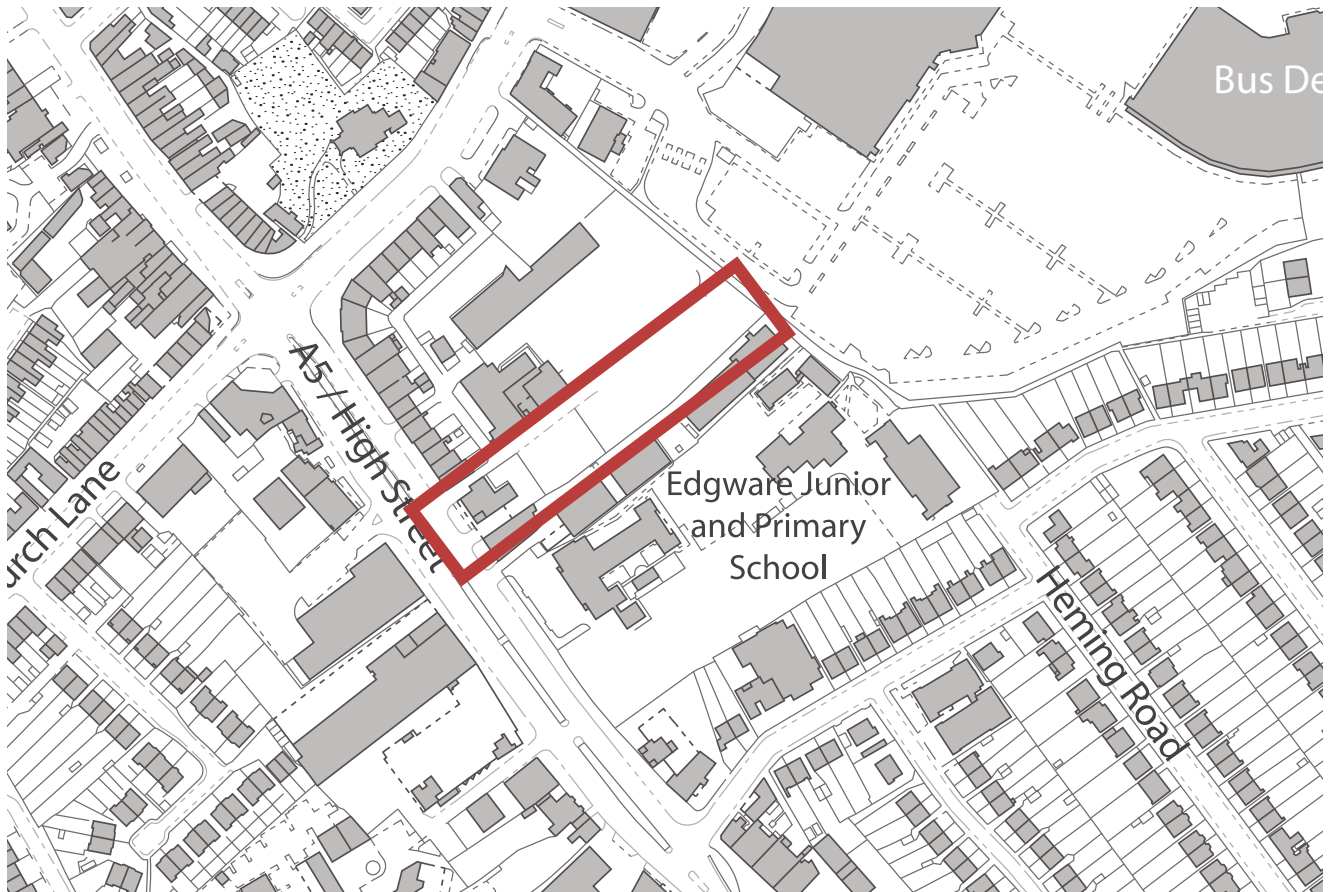 Bus De
A5 / High Street
urch Lane
Edgware Junior
and Primary
School
Heming Road